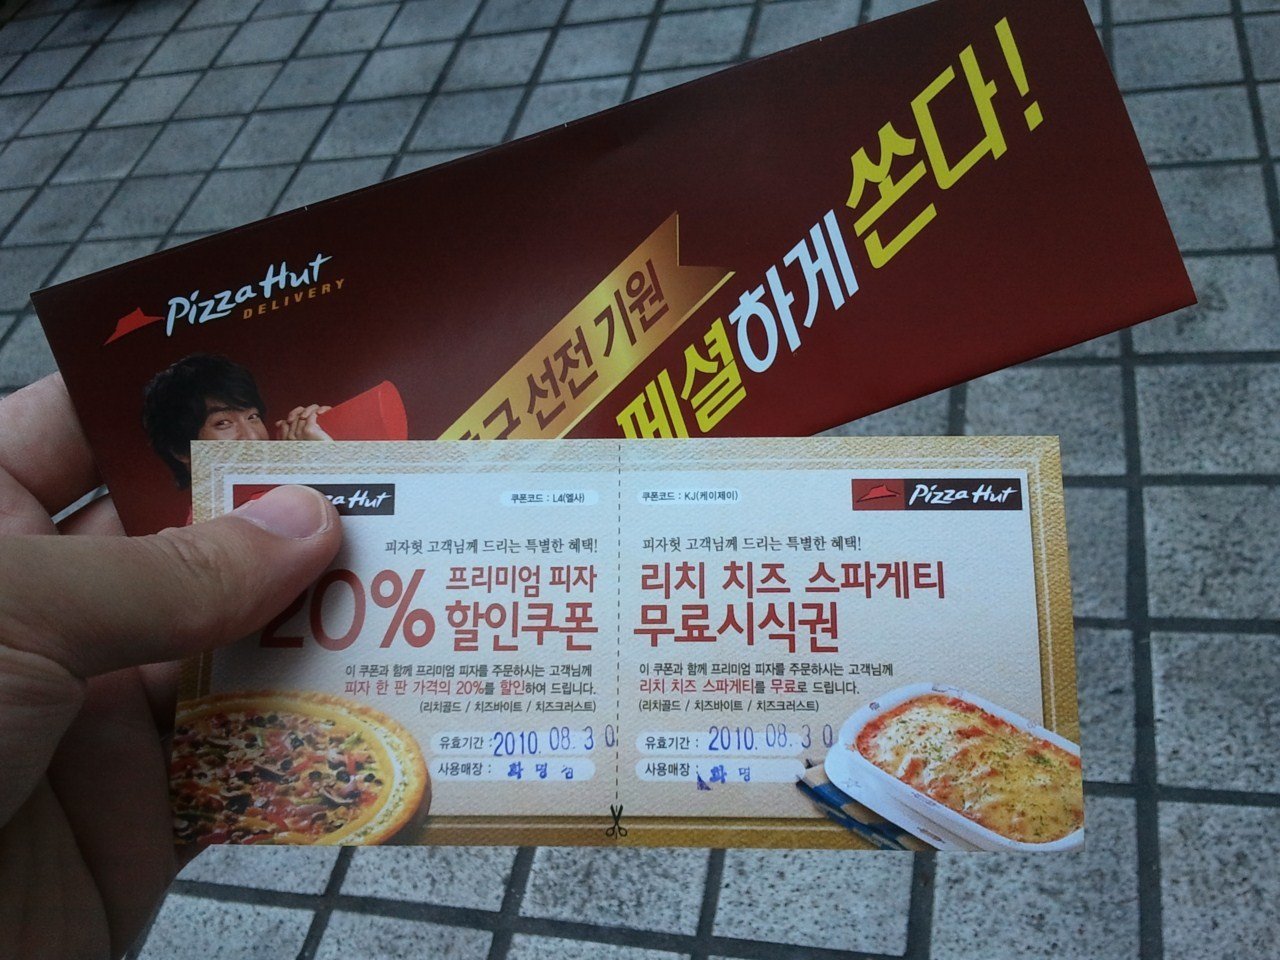 Pizza Hut
DELIVERY
선전 기원
페셜하게 쏜다!
Hut
쿠폰코드 : L4(엘사)
피자헛 고객님께 드리는 특별한 혜택!
20% 프리미엄 피자
할인쿠폰
이 쿠폰과 함께 프리미엄 피자를 주문하시는 고객님께
피자 한 판 가격의 20%를 할인하여 드립니다.
(리치골드 / 치즈바이트 / 치즈크러스트)
유효기간 : 2010. 08. 3 0
사용매장 : 화명
쿠폰코드 : KJ(케이제이)
Pizza Hut
피자헛 고객님께 드리는 특별한 혜택!
리치 치즈 스파게티
무료시식권
이 쿠폰과 함께 프리미엄 피자를 주문하시는 고객님께
리치 치즈 스파게티를 무료로 드립니다.
(리치골드 / 치즈바이트 / 치즈크러스트)
유효기간 : 2010. 08. 3 0
사용매장 : 화명